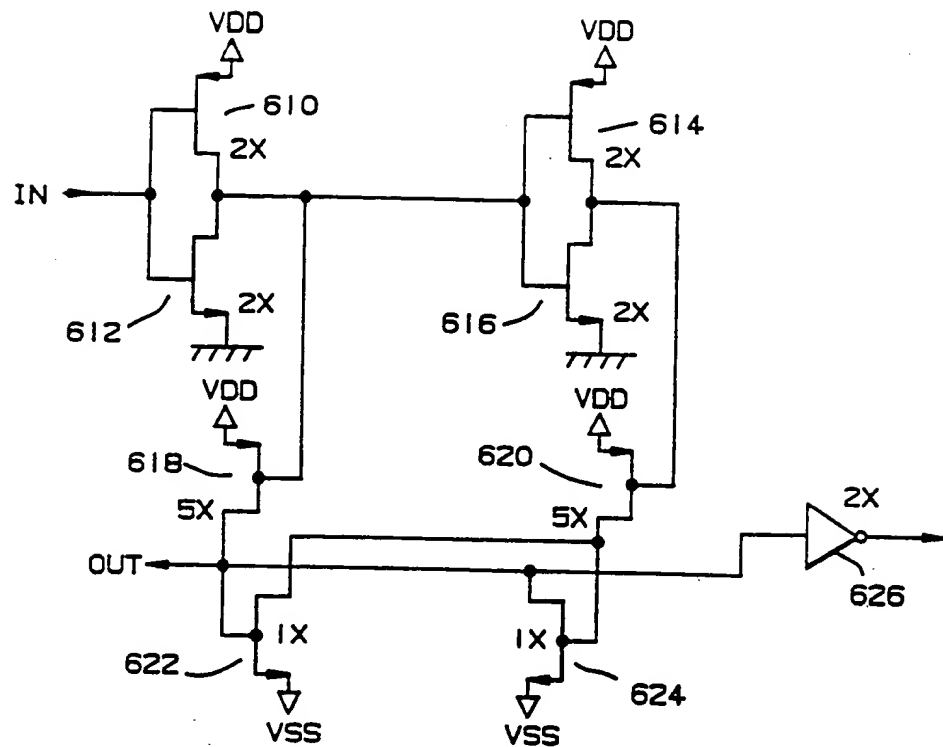 VDD
VDD
610
614
2X
2X
IN
612
2X
616
2X
VDD
VDD
618
620
5X
5X
2X
OUT
626
1X
1X
622
624
VSS
VSS